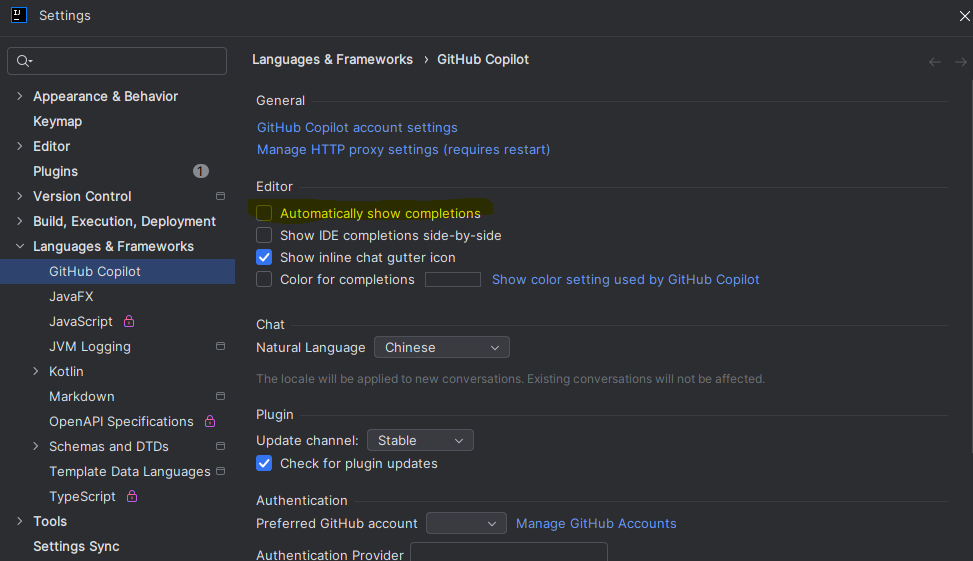 IJ
Settings
Appearance & Behavior
Keymap
Editor
Plugins 1
Version Control
Build, Execution, Deployment
Languages & Frameworks
GitHub Copilot
JavaFX
JavaScript
JVM Logging
Kotlin
Markdown
OpenAPI Specifications
Schemas and DTDs
Template Data Languages
TypeScript
Tools
Settings Sync
Languages & Frameworks › GitHub Copilot
General
GitHub Copilot account settings
Manage HTTP proxy settings (requires restart)
Editor
Automatically show completions
Show IDE completions side-by-side
Show inline chat gutter icon
Color for completions Show color setting used by GitHub Copilot
Chat
Natural Language Chinese
The locale will be applied to new conversations. Existing conversations will not be affected.
Plugin
Update channel: Stable
Check for plugin updates
Authentication
Preferred GitHub account Manage GitHub Accounts
Authentication Provider